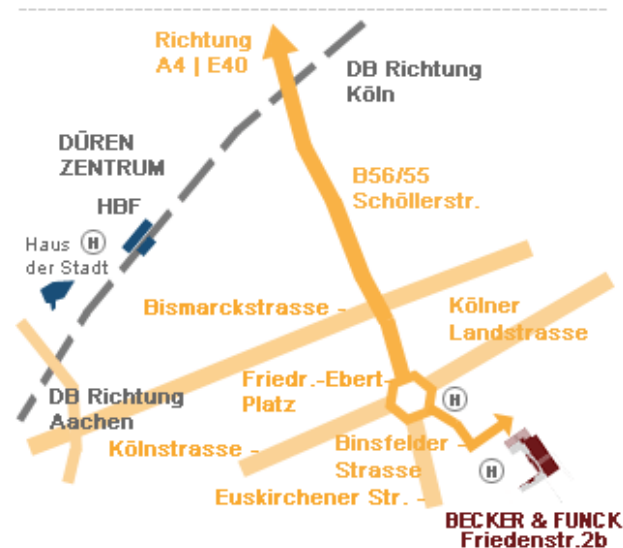 Richtung
A4 | E40
DB Richtung
Köln
DÜREN
ZENTRUM
HBF
B56/55
Schöllerstr.
Haus H
der Stadt
Bismarckstrasse -
Kölner
Landstrasse
Friedr.-Ebert-
Platz
H
DB Richtung
Aachen
Kölnstrasse -
Binsfelder -
Strasse
H
Euskirchener Str. -
BECKER & FUNCK
Friedenstr.2b